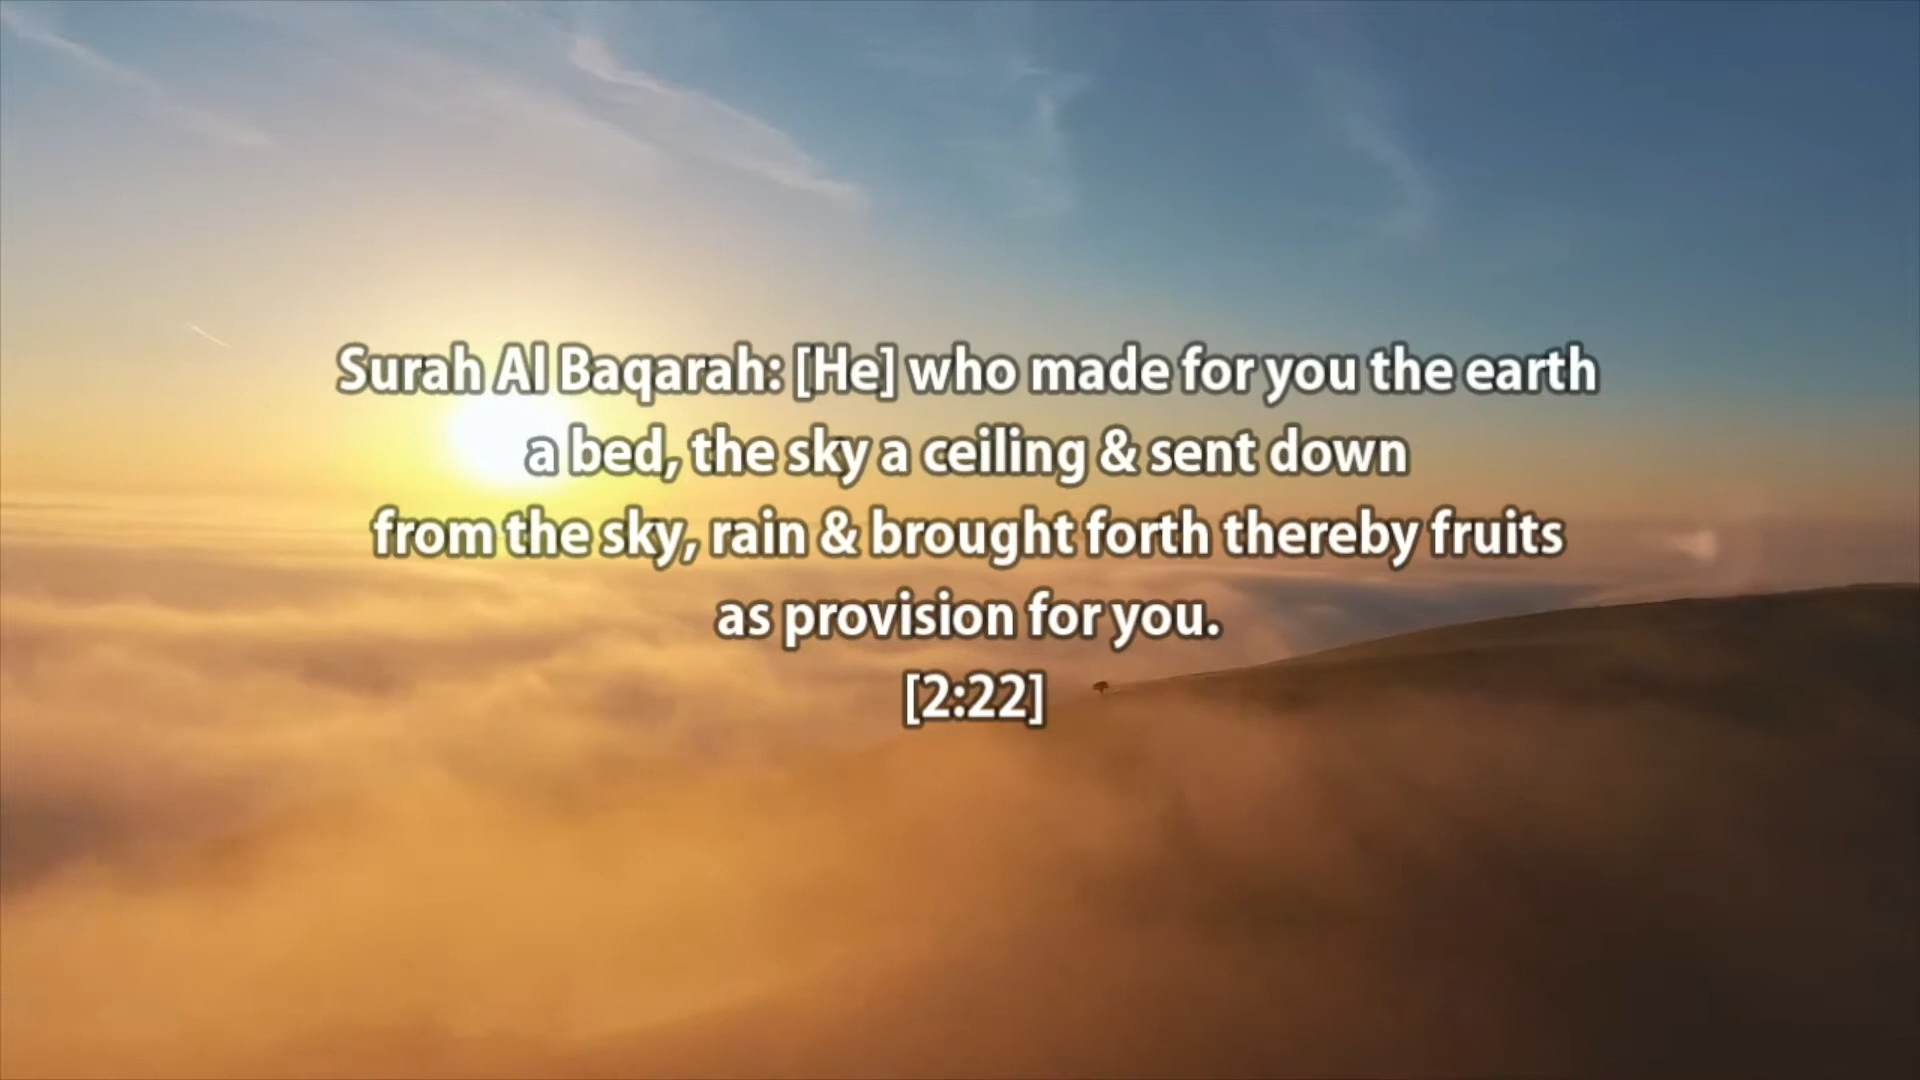 Surah Al Baqarah: [He] who made for you the earth
a bed, the sky a ceiling & sent down
from the sky, rain & brought forth thereby fruits
as provision for you.
[2:22]